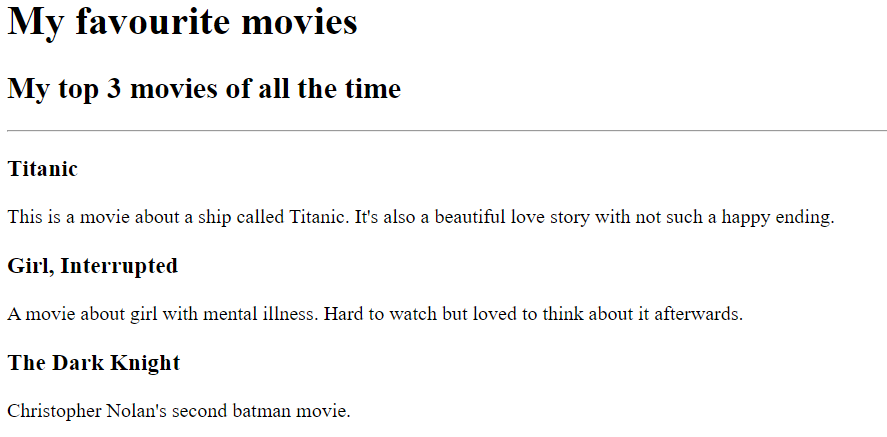 My favourite movies
My top 3 movies of all the time
Titanic
This is a movie about a ship called Titanic. It's also a beautiful love story with not such a happy ending.
Girl, Interrupted
A movie about girl with mental illness. Hard to watch but loved to think about it afterwards.
The Dark Knight
Christopher Nolan's second batman movie.